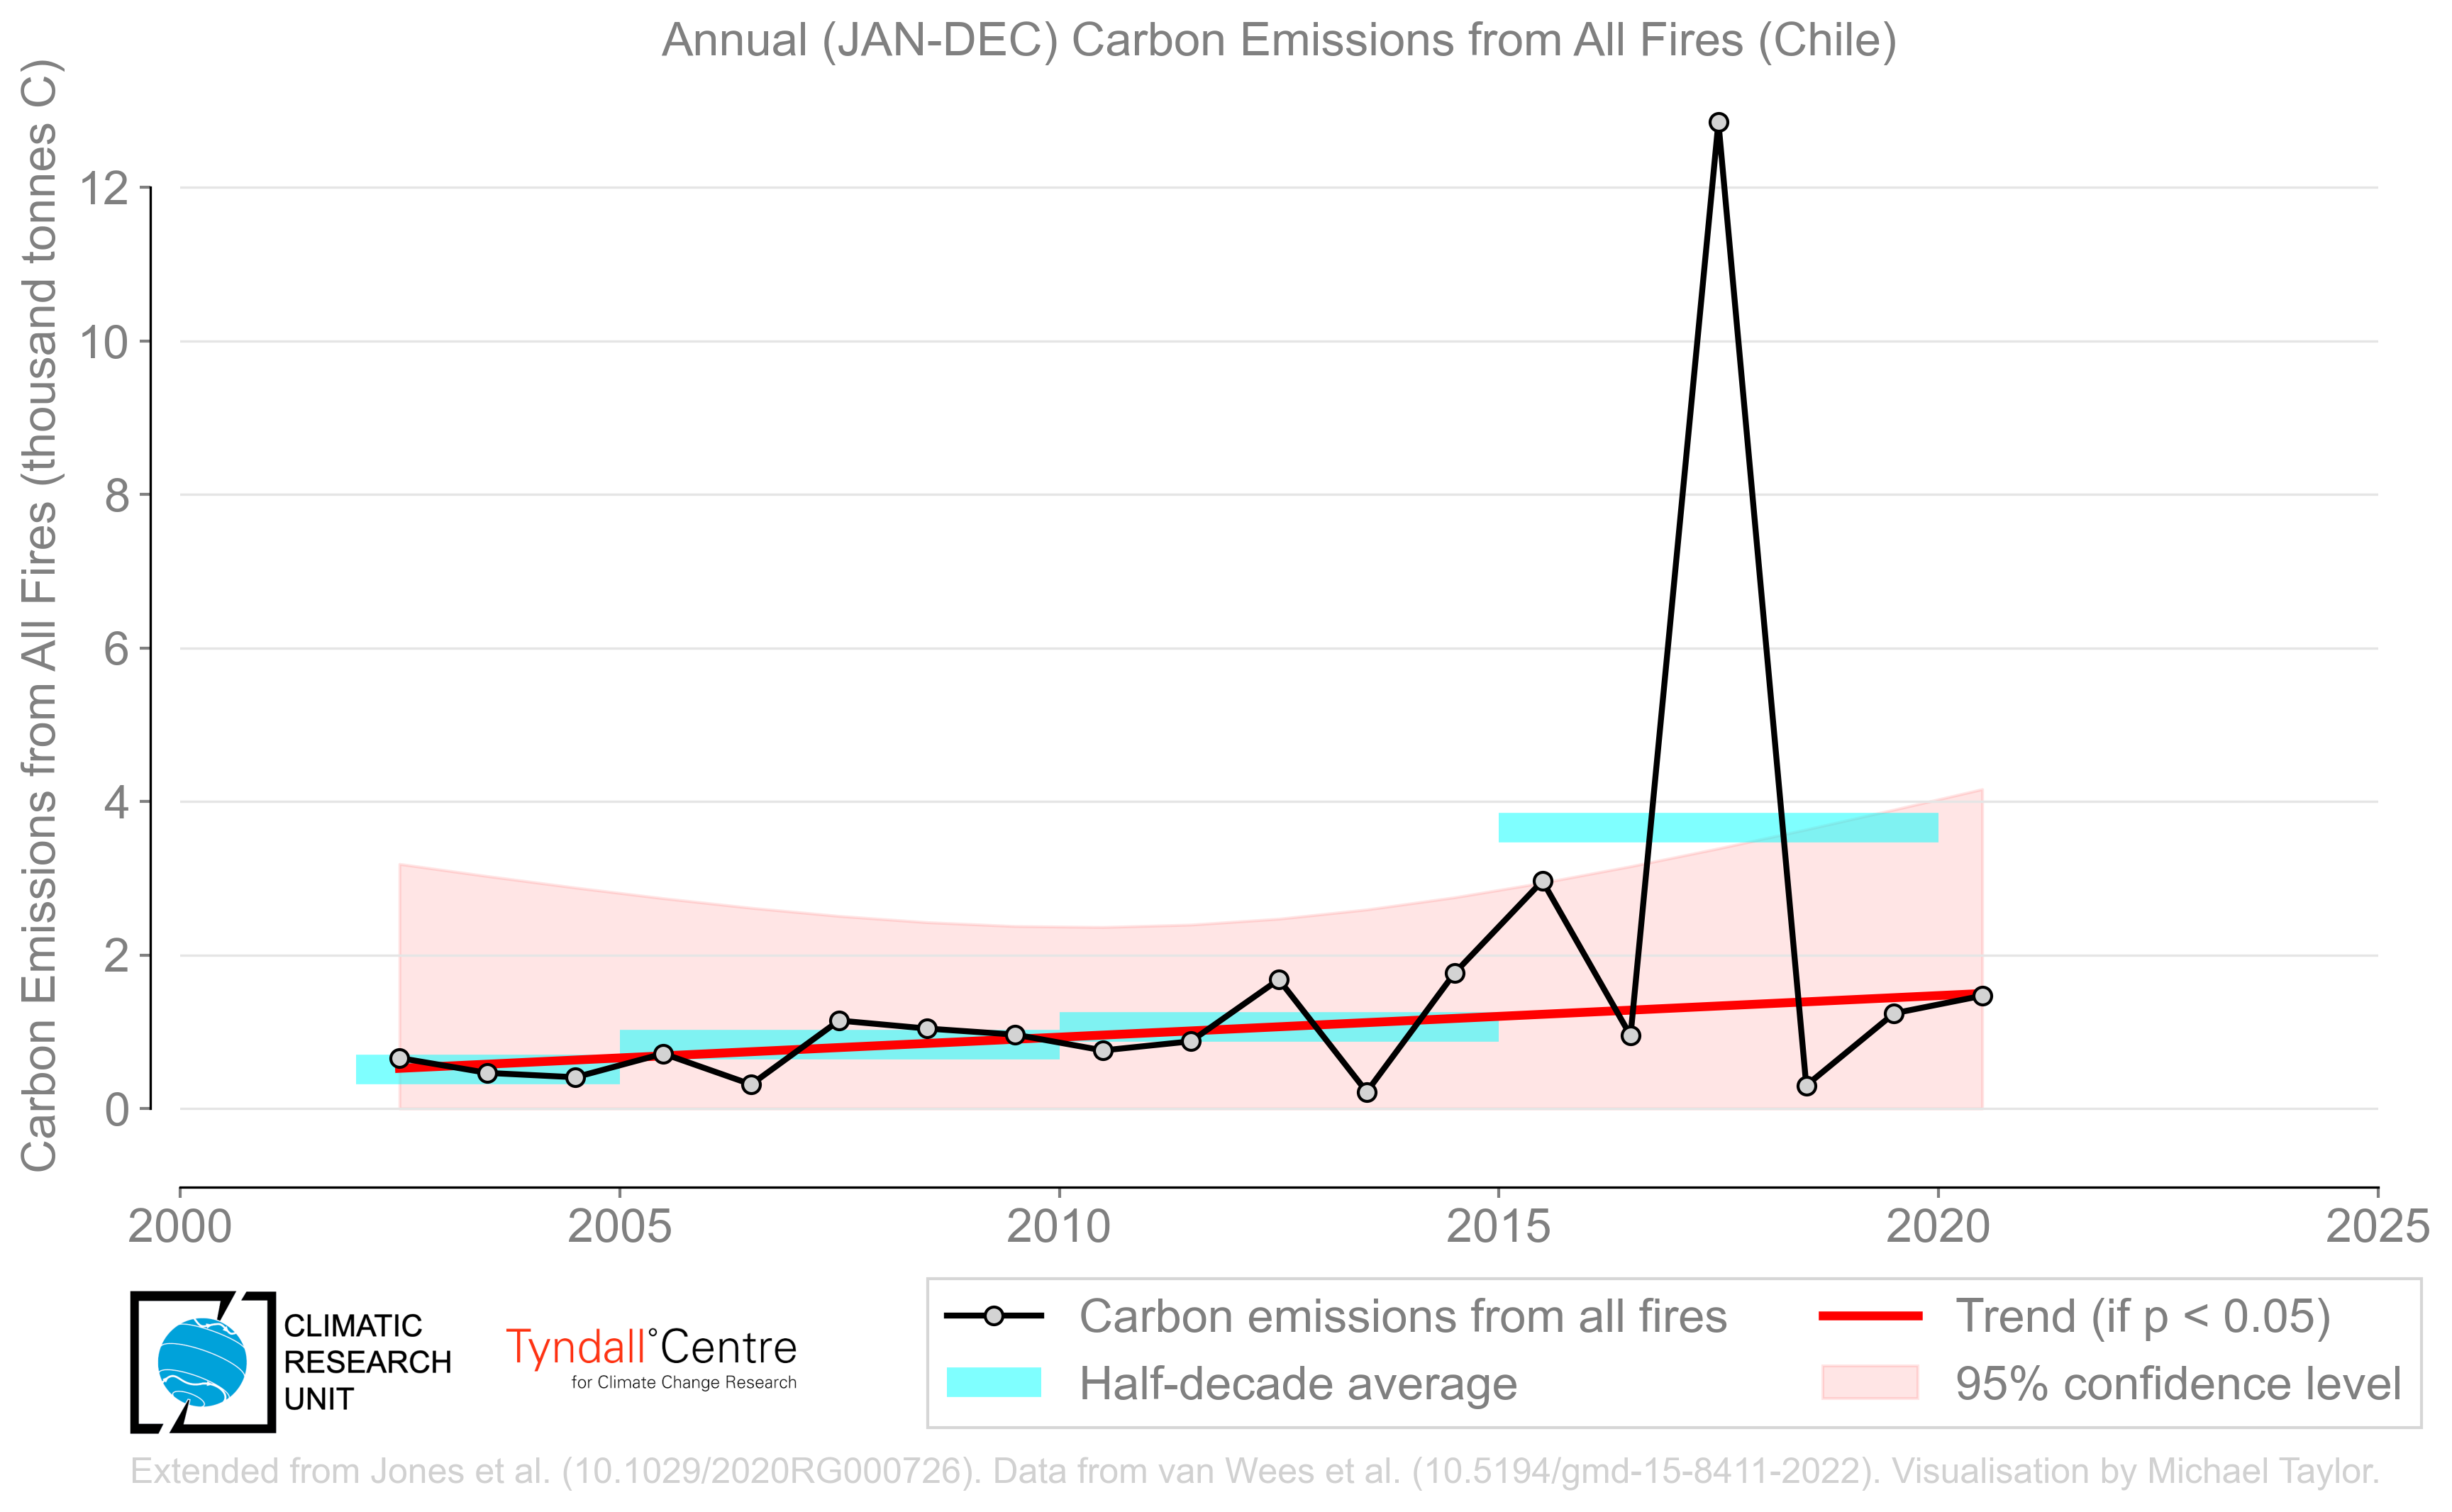 Annual (JAN-DEC) Carbon Emissions from All Fires (Chile)
Carbon Emissions from All Fires (thousand tonnes C)
12
10
8
6
4
2
0
2000
2005
2010
2015
2020
2025
CLIMATIC
RESEARCH
UNIT
Tyndall°Centre
for Climate Change Research
Carbon emissions from all fires
Half-decade average
Trend (if p < 0.05)
95% confidence level
Extended from Jones et al. (10.1029/2020RG000726). Data from van Wees et al. (10.5194/gmd-15-8411-2022). Visualisation by Michael Taylor.